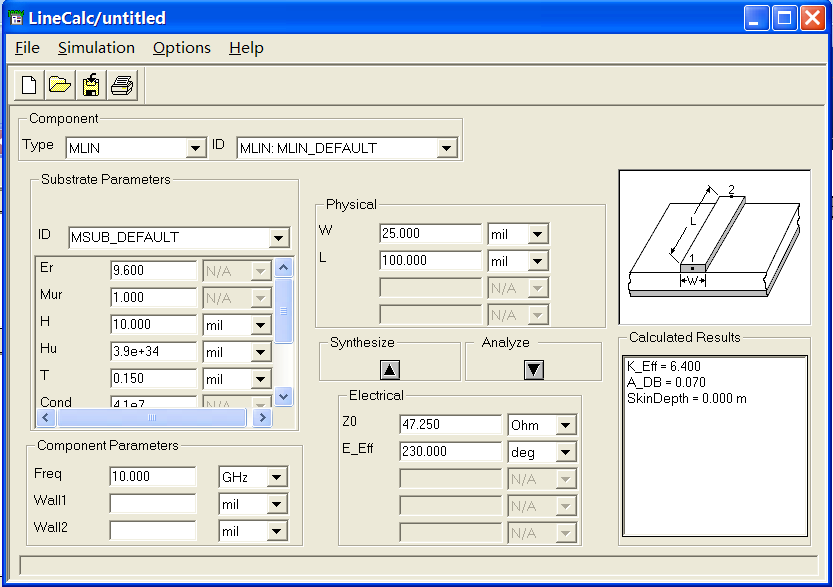 LineCalc/untitled
File Simulation Options Help
Component
Type MLIN ID MLIN: MLIN_DEFAULT
Substrate Parameters
ID MSUB_DEFAULT
Er 9.600 N/A
Mur 1.000 N/A
H 10.000 mil
Hu 3.9e+34 mil
T 0.150 mil
Cond 4.1e7 N/A
Component Parameters
Freq 10.000 GHz
Wall1 mil
Wall2 mil
Physical
W 25.000 mil
L 100.000 mil
N/A
N/A
Synthesize Analyze
Electrical
Z0 47.250 Ohm
E_Eff 230.000 deg
N/A
N/A
N/A
2
L
1
W
Calculated Results
K_Eff = 6.400
A_DB = 0.070
SkinDepth = 0.000 m